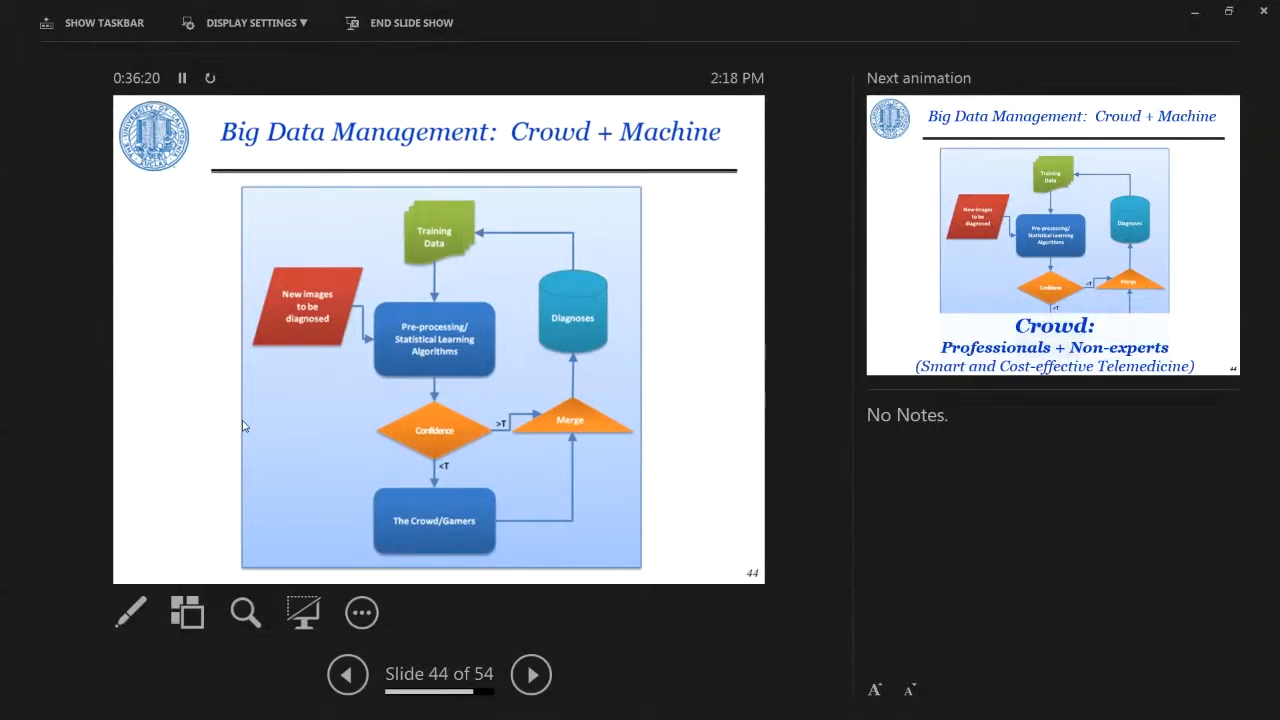 SHOW TASKBAR
DISPLAY SETTINGS ▼
END SLIDE SHOW
0:36:20
2:18 PM
Big Data Management: Crowd + Machine
Training
Data
New images
to be
diagnosed
Pre-processing/
Statistical Learning
Algorithms
Diagnoses
Confidence
>T
Merge
<T
The Crowd/Gamers
44
Slide 44 of 54
Next animation
Big Data Management: Crowd + Machine
Training
Data
New images
to be
diagnosed
Pre-processing/
Statistical Learning
Algorithms
Diagnoses
Confidence
>T
Merge
<T
Crowd:
Professionals + Non-experts
(Smart and Cost-effective Telemedicine)
44
No Notes.
A
A